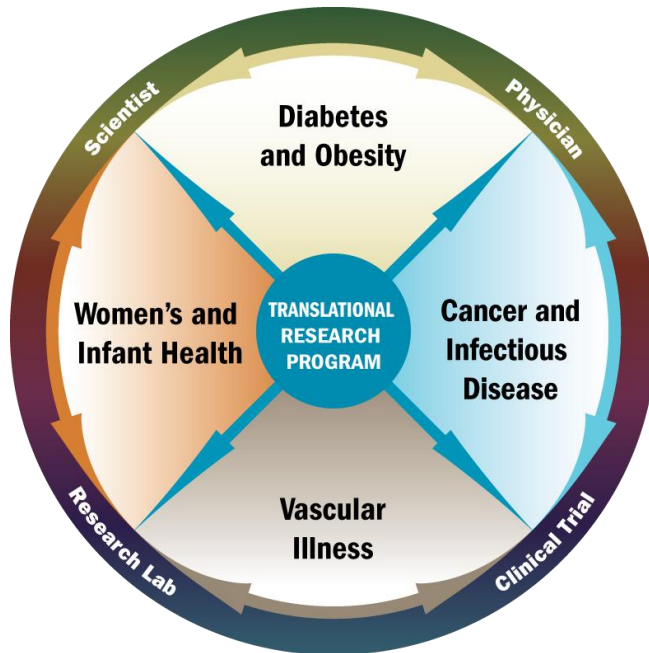 Scientist
Physician
Diabetes
and Obesity
Women's and
Infant Health
TRANSLATIONAL
RESEARCH
PROGRAM
Cancer and
Infectious
Disease
Vascular
Illness
Research Lab
Clinical Trial